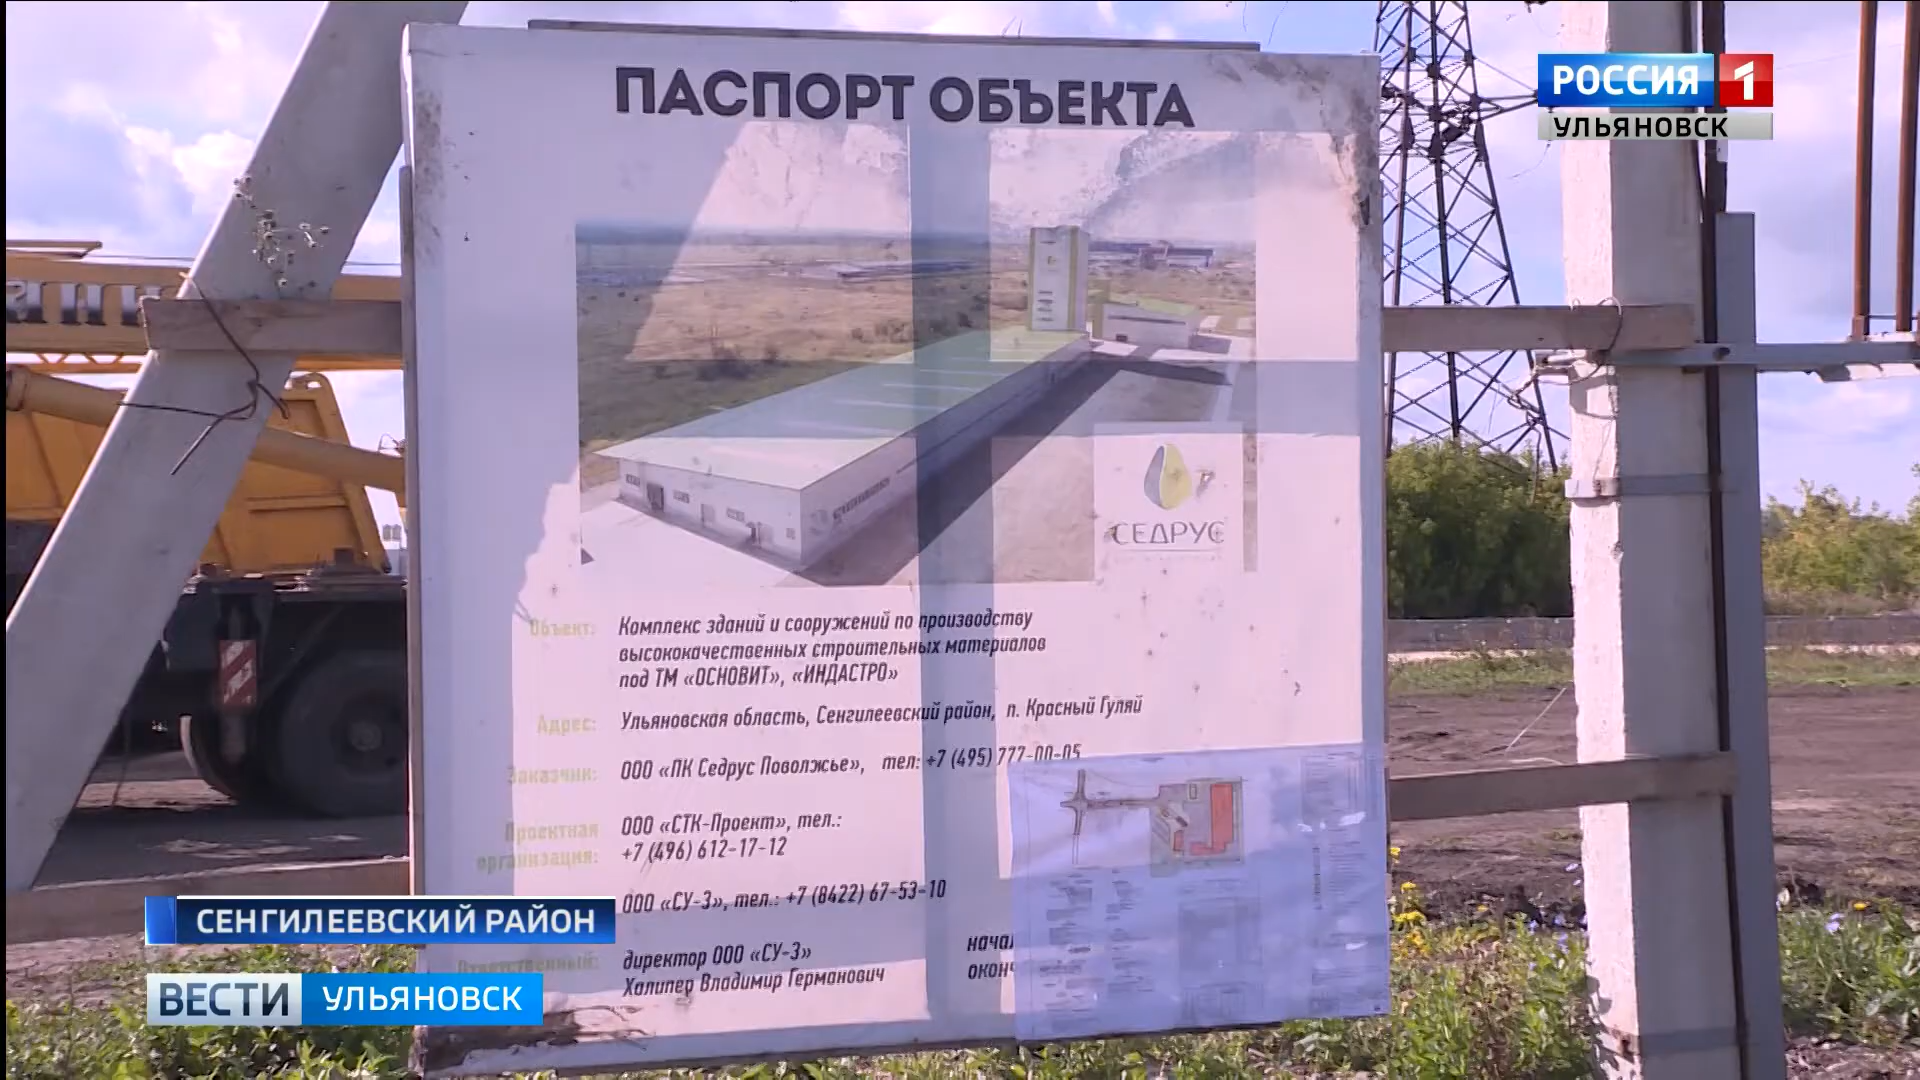 ПАСПОРТ ОБЪЕКТА
РОССИЯ 1
УЛЬЯНОВСК
СЕДРУС
Объект: Комплекс зданий и сооружений по производству
высококачественных строительных материалов
под ТМ «ОСНОВИТ», «ИНДАСТРО»
Адрес: Ульяновская область, Сенгилеевский район, п. Красный Гуляй
Заказчик: ООО «ПК Седрус Поволжье», тел: +7 (495) 777-00-05
Проектная организация: ООО «СТК-Проект», тел.:
+7 (496) 612-17-12
ООО «СУ-3», тел.: +7 (8422) 67-53-10
Ответственный: директор ООО «СУ-3»
Халипер Владимир Германович
СЕНГИЛЕЕВСКИЙ РАЙОН
ВЕСТИ УЛЬЯНОВСК